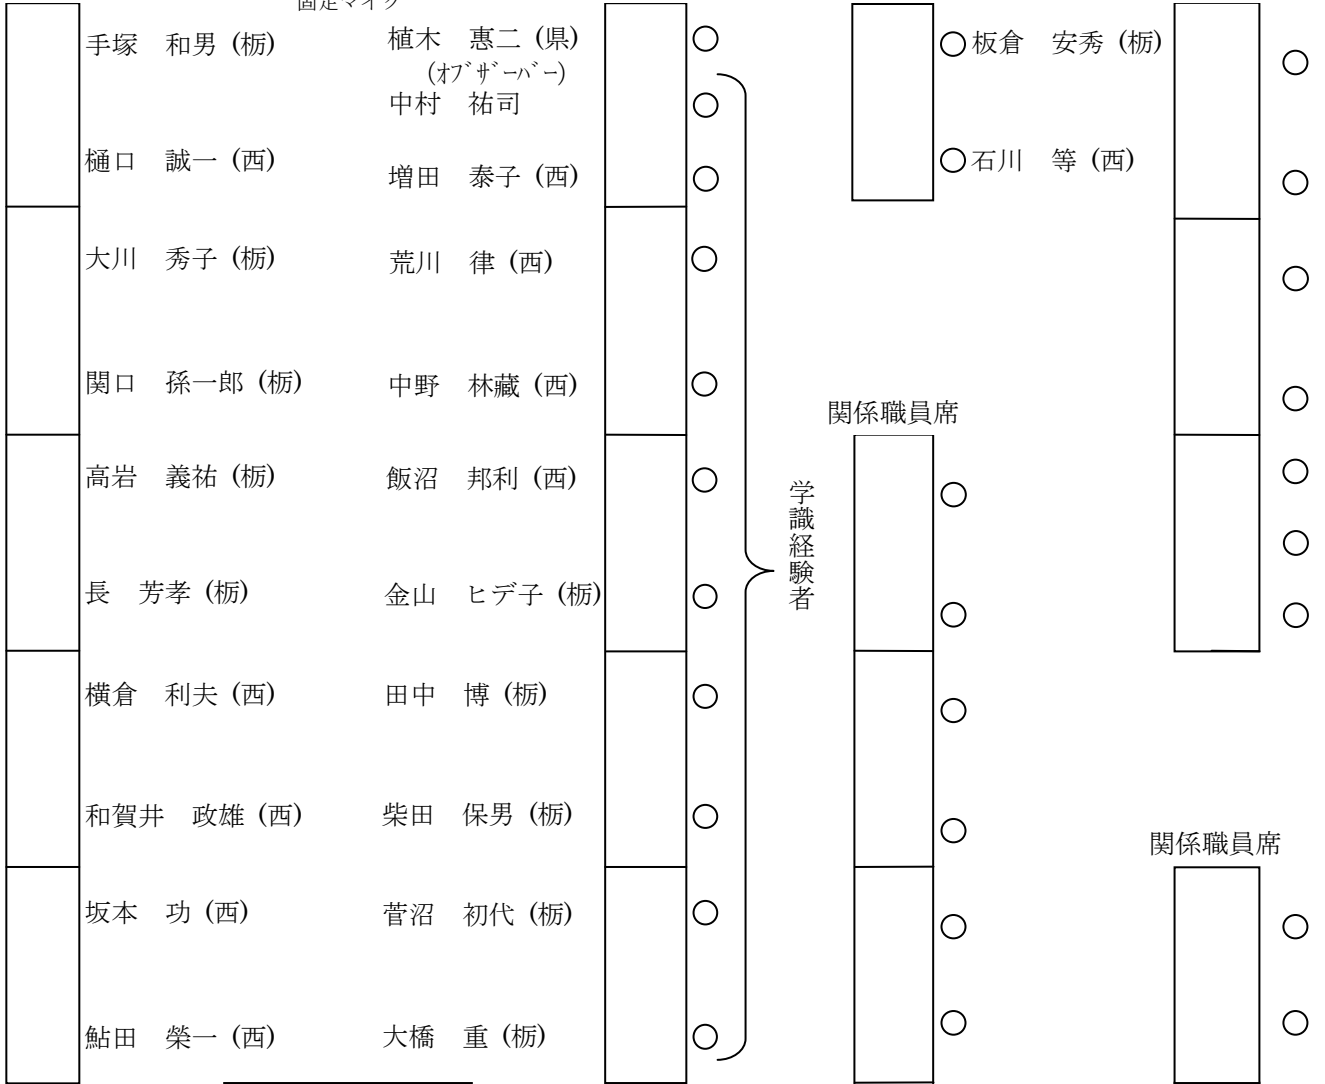 固定マイク
手塚　和男 (栃)
樋口　誠一 (西)
大川　秀子 (栃)
関口　孫一郎 (栃)
高岩　義祐 (栃)
長　芳孝 (栃)
横倉　利夫 (西)
和賀井　政雄 (西)
坂本　功 (西)
鮎田　榮一 (西)
植木　惠二 (県)
(ｵﾌﾞｻﾞｰﾊﾞｰ)
中村　祐司
増田　泰子 (西)
荒川　律 (西)
中野　林藏 (西)
飯沼　邦利 (西)
金山　ヒデ子 (栃)
田中　博 (栃)
柴田　保男 (栃)
菅沼　初代 (栃)
大橋　重 (栃)
学識経験者
板倉　安秀 (栃)
石川　等 (西)
関係職員席
関係職員席